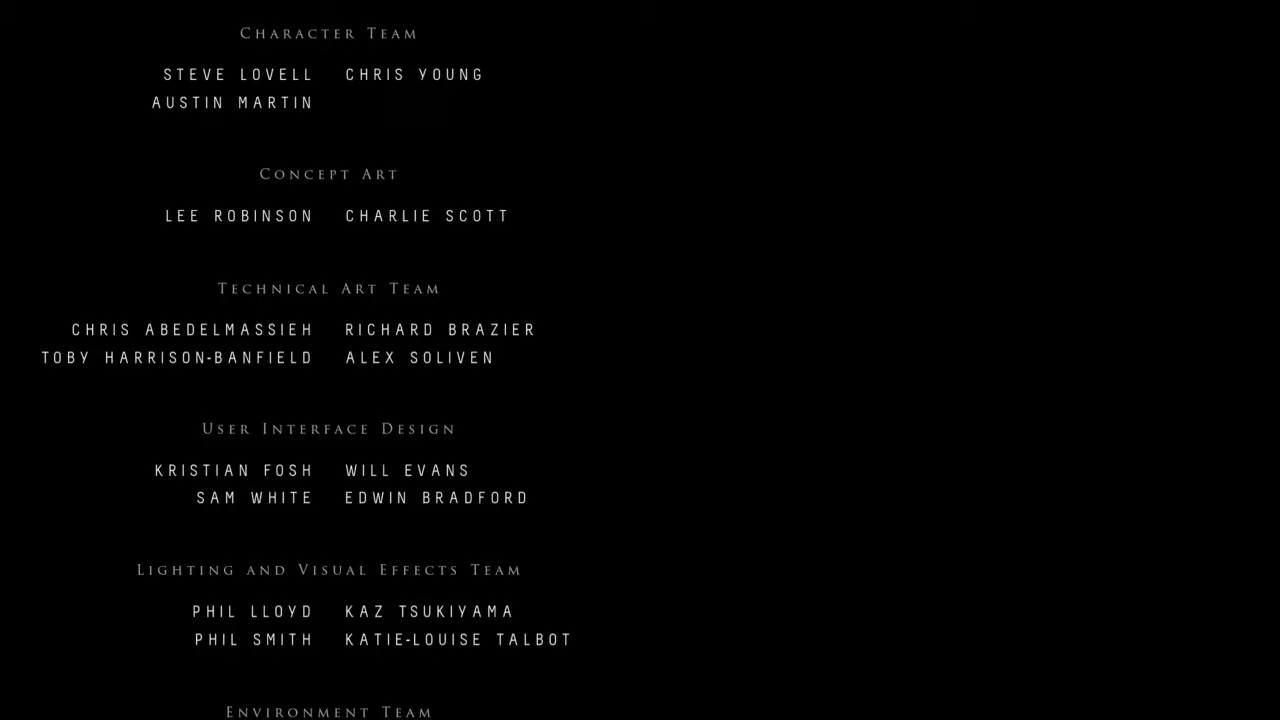 Character Team
STEVE LOVELL CHRIS YOUNG
AUSTIN MARTIN
Concept Art
LEE ROBINSON CHARLIE SCOTT
Technical Art Team
CHRIS ABEDELMASSIEH RICHARD BRAZIER
TOBY HARRISON-BANFIELD ALEX SOLIVEN
User Interface Design
KRISTIAN FOSH WILL EVANS
SAM WHITE EDWIN BRADFORD
Lighting and Visual Effects Team
PHIL LLOYD KAZ TSUKIYAMA
PHIL SMITH KATIE-LOUISE TALBOT
Environment Team